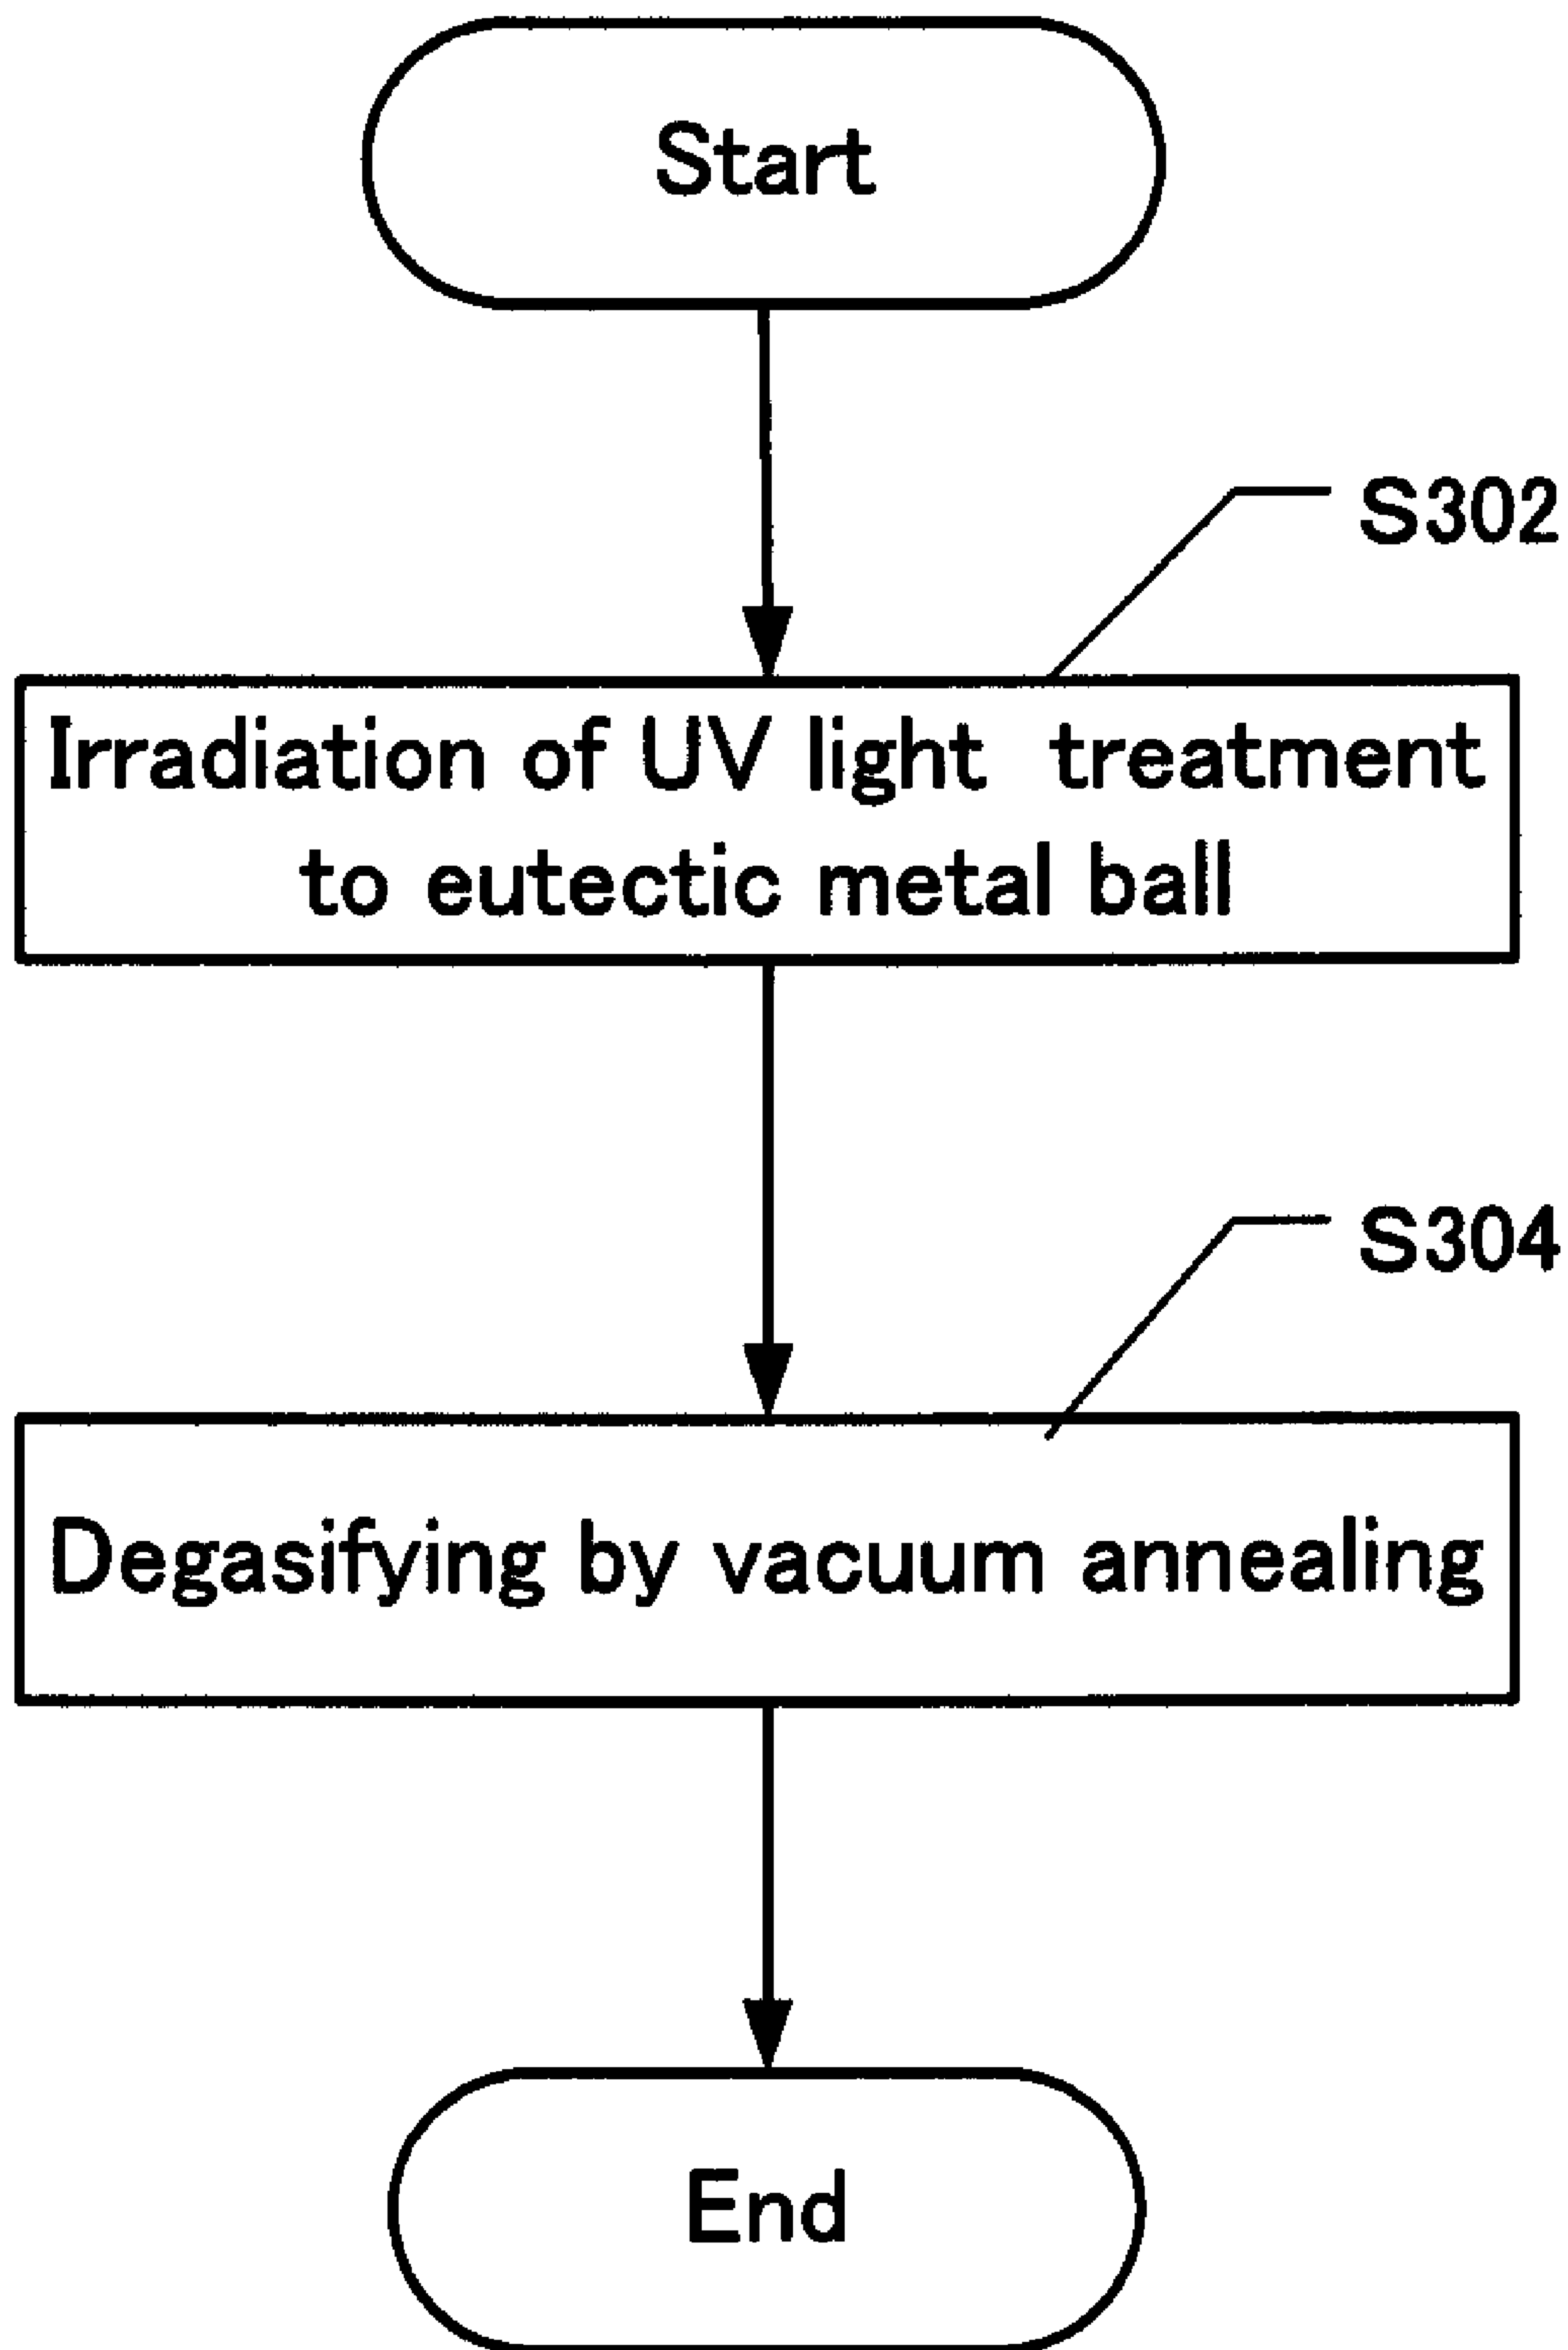 Start
S302
Irradiation of UV light treatment
to eutectic metal ball
S304
Degasifying by vacuum annealing
End